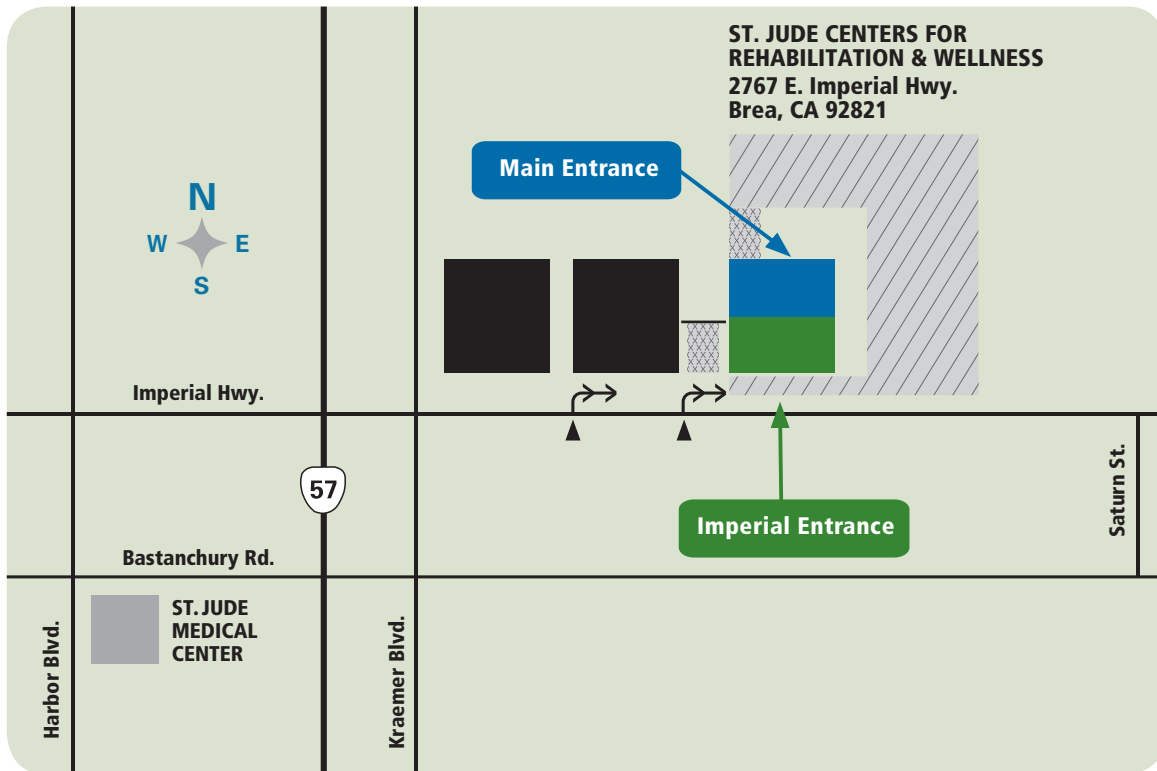 ST. JUDE CENTERS FOR
REHABILITATION & WELLNESS
2767 E. Imperial Hwy.
Brea, CA 92821
Main Entrance
N
W E
S
Imperial Hwy.
57
Imperial Entrance
Saturn St.
Bastanchury Rd.
ST. JUDE
MEDICAL
CENTER
Harbor Blvd.
Kraemer Blvd.